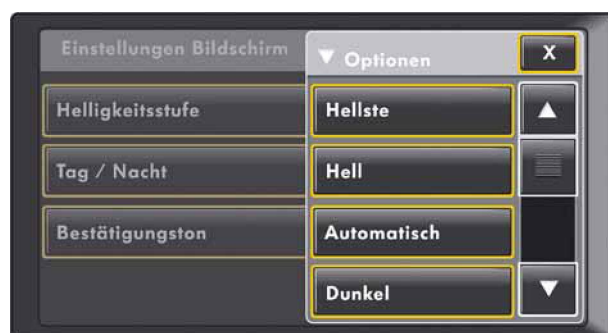 Einstellungen Bildschirm
Helligkeitsstufe
Tag / Nacht
Bestätigungston
▼ Optionen
X
Hellste
Hell
Automatisch
Dunkel